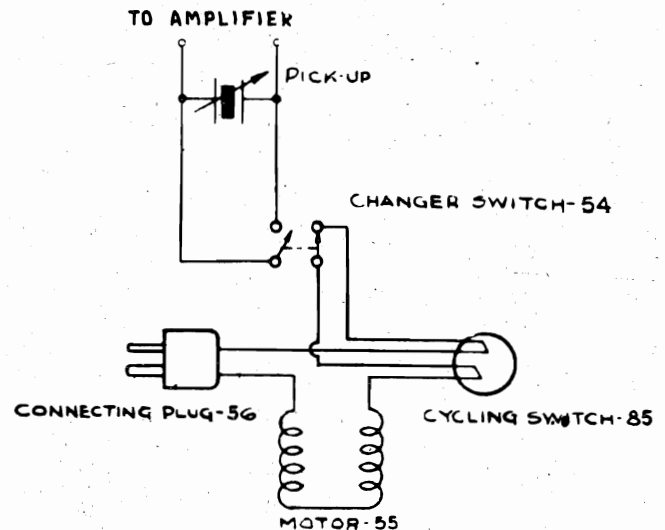 TO AMPLIFIER
PICK-UP
CHANGER SWITCH-54
CONNECTING PLUG-56
CYCLING SWITCH-85
MOTOR-55